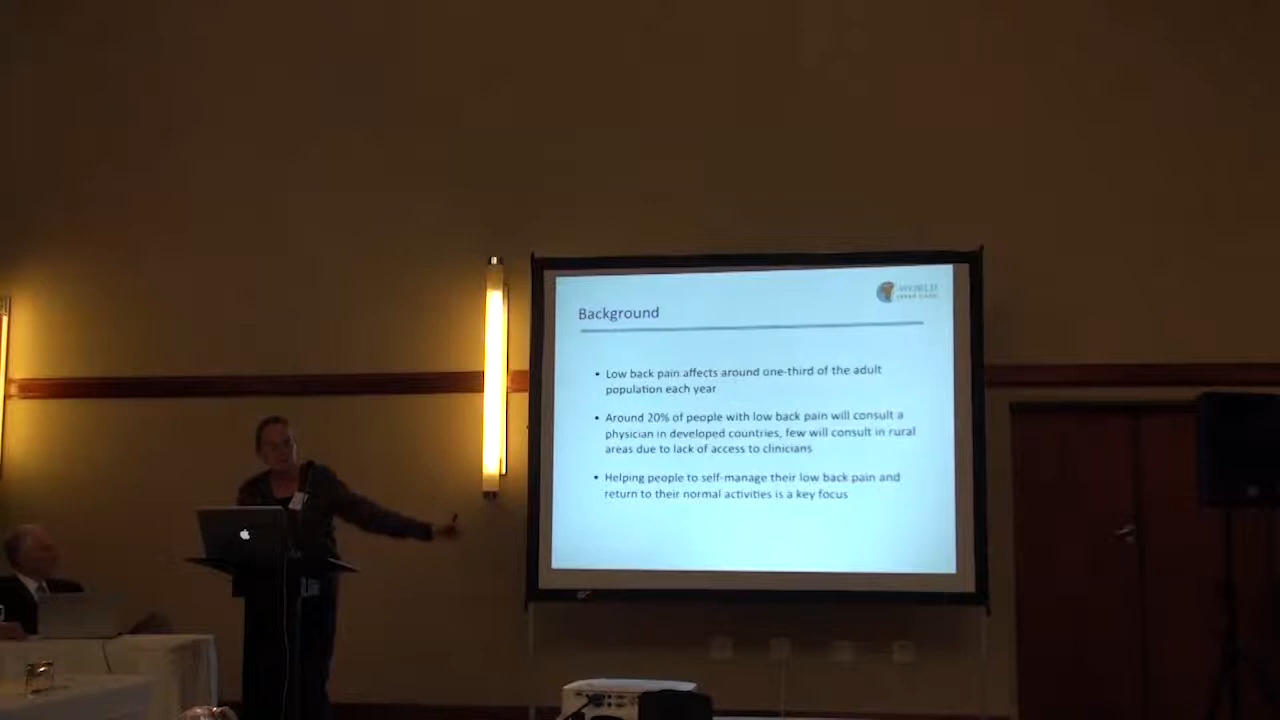 WORLD
SPINE CARE
Background
• Low back pain affects around one-third of the adult
population each year
• Around 20% of people with low back pain will consult a
physician in developed countries, few will consult in rural
areas due to lack of access to clinicians
• Helping people to self-manage their low back pain and
return to their normal activities is a key focus